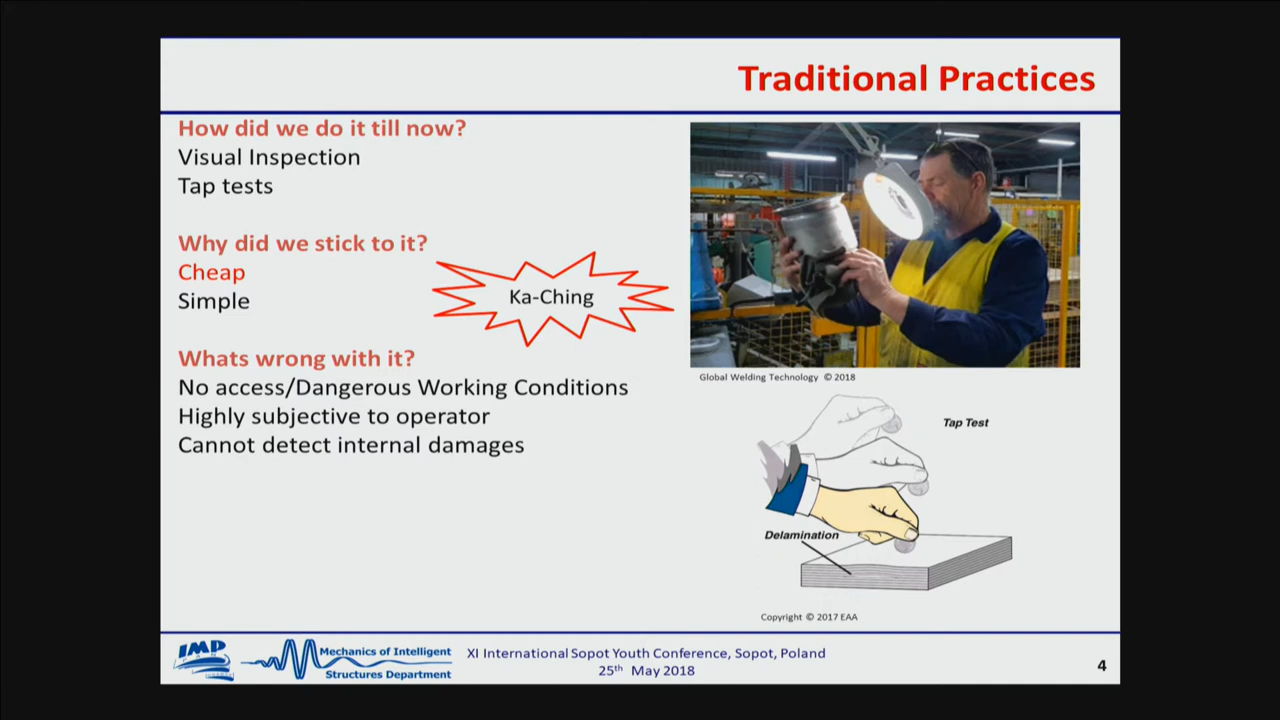 Traditional Practices
How did we do it till now?
Visual Inspection
Tap tests
Why did we stick to it?
Cheap
Simple
Ka-Ching
Whats wrong with it?
No access/Dangerous Working Conditions
Highly subjective to operator
Cannot detect internal damages
Global Welding Technology © 2018
Tap Test
Delamination
Copyright © 2017 EAA
IMP
Mechanics of Intelligent
Structures Department
XI International Sopot Youth Conference, Sopot, Poland
25th May 2018
4